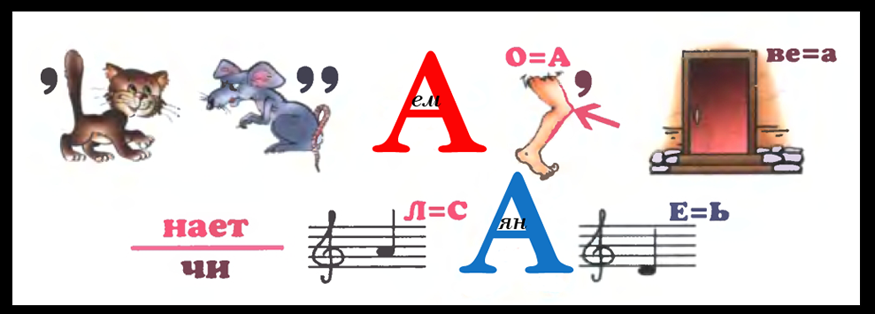 , ,, А ем О=А , ве=а
нает Л=С А ян Е=Ь
чи